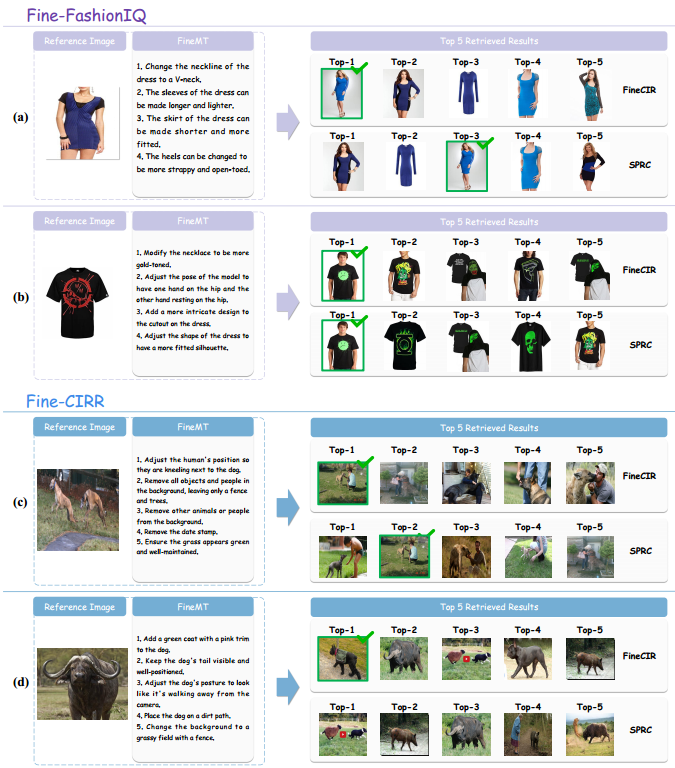 Fine-FashionIQ
Reference Image
FineMT
Top 5 Retrieved Results
(a)
1. Change the neckline of the
dress to a V-neck.
2. The sleeves of the dress can
be made longer and lighter.
3. The skirt of the dress can
be made shorter and more
fitted.
4. The heels can be changed to
be more strappy and open-toed.
Top-1 Top-2 Top-3 Top-4 Top-5
FineCIR
Top-1 Top-2 Top-3 Top-4 Top-5
SPRC
Reference Image
FineMT
Top 5 Retrieved Results
(b)
1. Modify the necklace to be more
gold-toned.
2. Adjust the pose of the model to
have one hand on the hip and the
other hand resting on the hip.
3. Add a more intricate design to
the cutout on the dress.
4. Adjust the shape of the dress to
have a more fitted silhouette.
Top-1 Top-2 Top-3 Top-4 Top-5
FineCIR
Top-1 Top-2 Top-3 Top-4 Top-5
SPRC
Fine-CIRR
Reference Image
FineMT
Top 5 Retrieved Results
(c)
1. Adjust the human's position so
they are kneeling next to the dog.
2. Remove all objects and people in
the background, leaving only a fence
and trees.
3. Remove other animals or people
from the background.
4. Remove the date stamp.
5. Ensure the grass appears green
and well-maintained.
Top-1 Top-2 Top-3 Top-4 Top-5
FineCIR
Top-1 Top-2 Top-3 Top-4 Top-5
SPRC
Reference Image
FineMT
Top 5 Retrieved Results
(d)
1. Add a green coat with a pink trim
to the dog.
2. Keep the dog's tail visible and
well-positioned.
3. Adjust the dog's posture to look
like it's walking away from the
camera.
4. Place the dog on a dirt path.
5. Change the background to a
grassy field with a fence.
Top-1 Top-2 Top-3 Top-4 Top-5
FineCIR
Top-1 Top-2 Top-3 Top-4 Top-5
SPRC